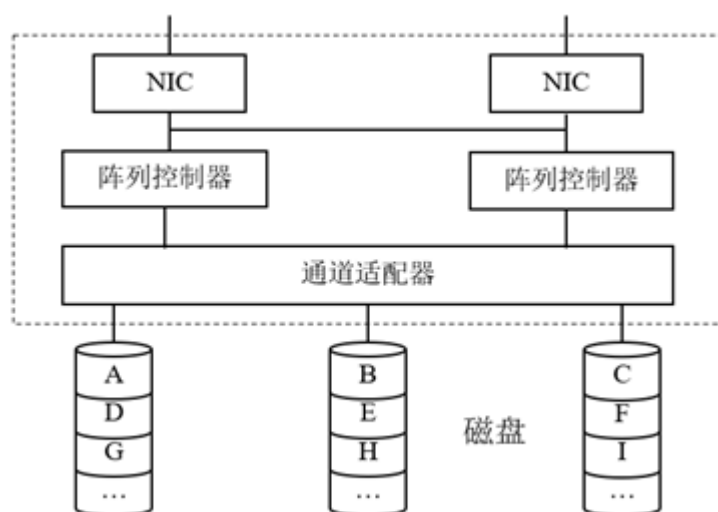 NIC NIC
阵列控制器 阵列控制器
通道适配器
A B C
D E F
G H I
磁盘
… … …